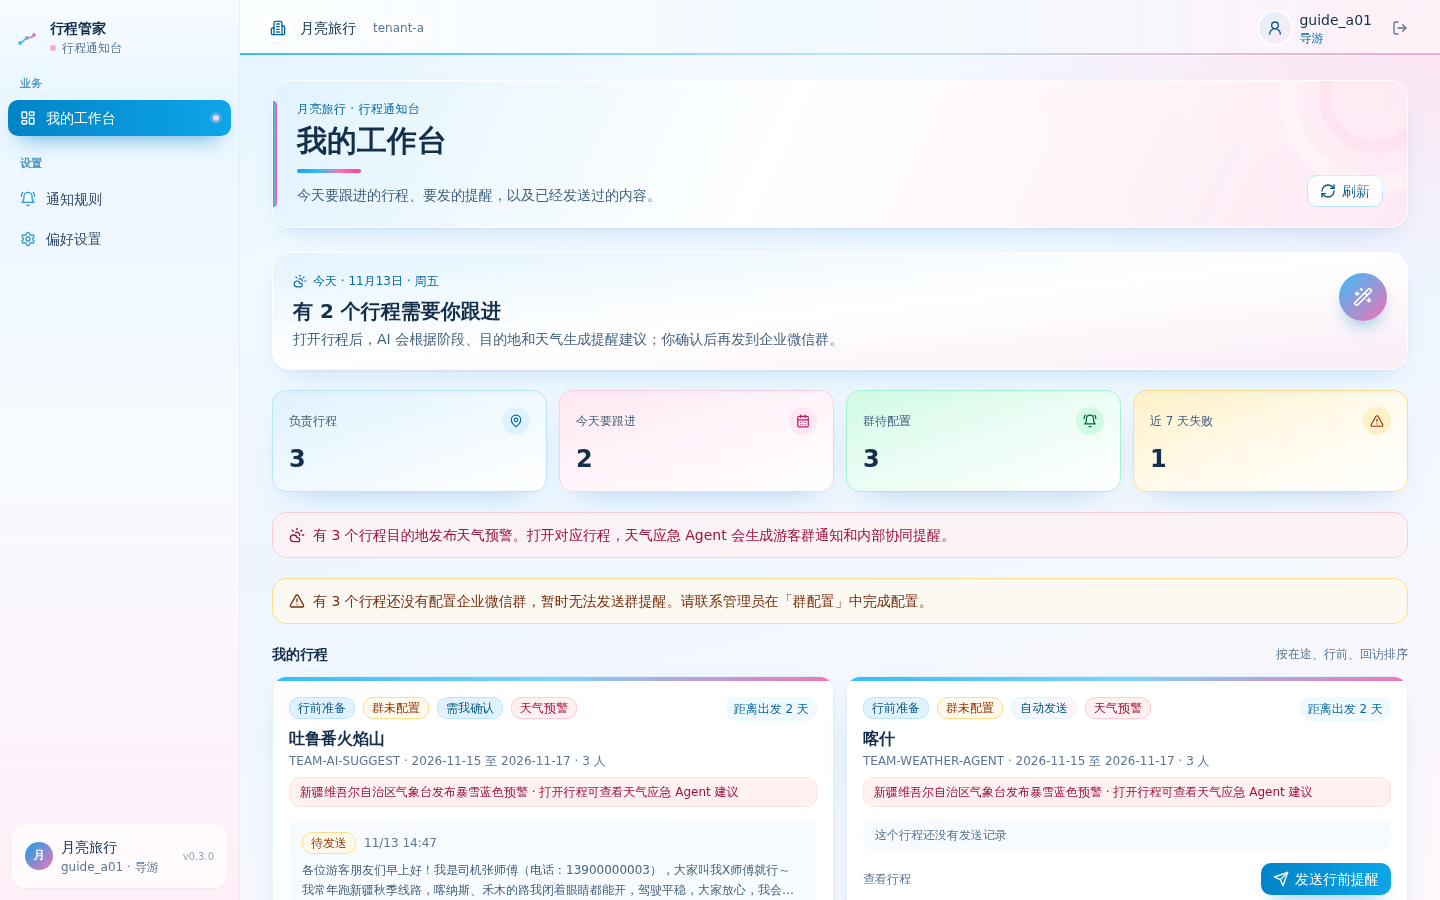 行程管家
行程通知台
业务
我的工作台
设置
通知规则
偏好设置
月
月亮旅行
guide_a01 · 导游
v0.3.0
月亮旅行
tenant-a
guide_a01
导游
月亮旅行 · 行程通知台
我的工作台
今天要跟进的行程、要发的提醒，以及已经发送过的内容。
刷新
今天 · 11月13日 · 周五
有 2 个行程需要你跟进
打开行程后，AI 会根据阶段、目的地和天气生成提醒建议；你确认后再发到企业微信群。
负责行程
3
今天要跟进
2
群待配置
3
近 7 天失败
1
有 3 个行程目的地发布天气预警。打开对应行程，天气应急 Agent 会生成游客群通知和内部协同提醒。
有 3 个行程还没有配置企业微信群，暂时无法发送群提醒。请联系管理员在「群配置」中完成配置。
我的行程
按在途、行前、回访排序
行前准备 群未配置 需我确认 天气预警 距离出发 2 天
吐鲁番火焰山
TEAM-AI-SUGGEST · 2026-11-15 至 2026-11-17 · 3 人
新疆维吾尔自治区气象台发布暴雪蓝色预警 · 打开行程可查看天气应急 Agent 建议
待发送 11/13 14:47
各位游客朋友们早上好！我是司机张师傅（电话：13900000003），大家叫我X师傅就行～
我常年跑新疆秋季线路，喀纳斯、禾木的路我闭着眼睛都能开，驾驶平稳，大家放心，我会…
行前准备 群未配置 自动发送 天气预警 距离出发 2 天
喀什
TEAM-WEATHER-AGENT · 2026-11-15 至 2026-11-17 · 3 人
新疆维吾尔自治区气象台发布暴雪蓝色预警 · 打开行程可查看天气应急 Agent 建议
这个行程还没有发送记录
查看行程
发送行前提醒